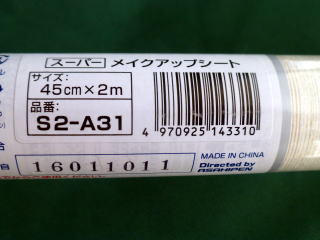 スーパー メイクアップシート
サイズ:
45cm×2m
品番:
S2-A31
4 970925 143310
16011011
MADE IN CHINA
Directed by
ASAHIPEN